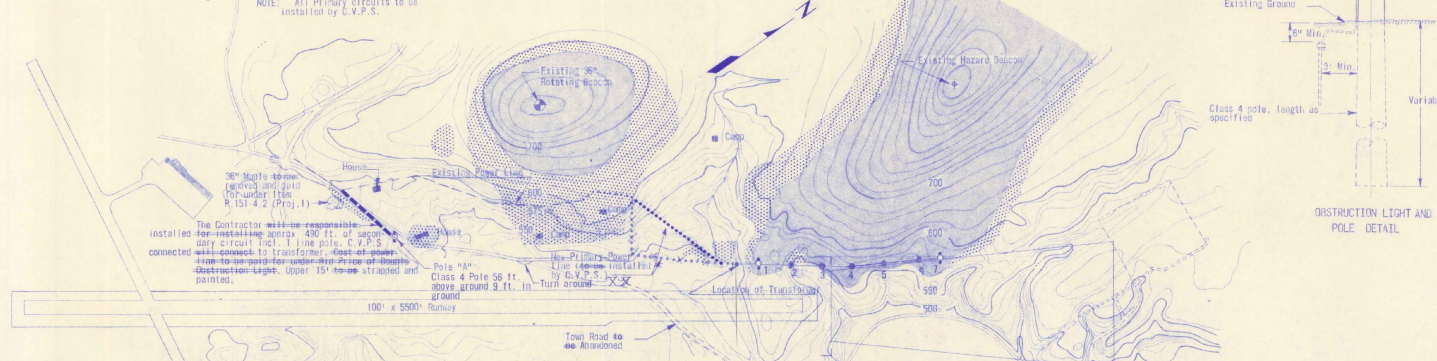 NOTE: All Primary circuits to be
installed by C.V.P.S.
N
Existing Ground
6" Min.
3' Min.
Class 4 pole, length as
specified
OBSTRUCTION LIGHT AND
POLE DETAIL
Existing 36"
Rotating Beacon
Existing Hazard Beacon
Camp
700
700
House
Existing Power Line
600
600
550
550
500
36" Maple to be
removed and paid
for under Item
R.151-4.2 (Proj.1)
House
Camp
The Contractor will be responsible
installed for installing approx 490 ft. of secon-
dary circuit incl. 1 line pole. C.V.P.S.
connected will connect to transformer. Cost of power
line to be paid for under Bid Price of
Obstruction Light. Upper 15' to be strapped and
painted.
Pole "A"
Class 4 Pole 56 ft.
above ground 9 ft. in
ground
New Primary Power
Line (to be installed
by C.V.P.S.)
X-X
Turn around
Location of Transformer
1
2
3
5
6
7
100' x 5500' Runway
Town Road to
be Abandoned